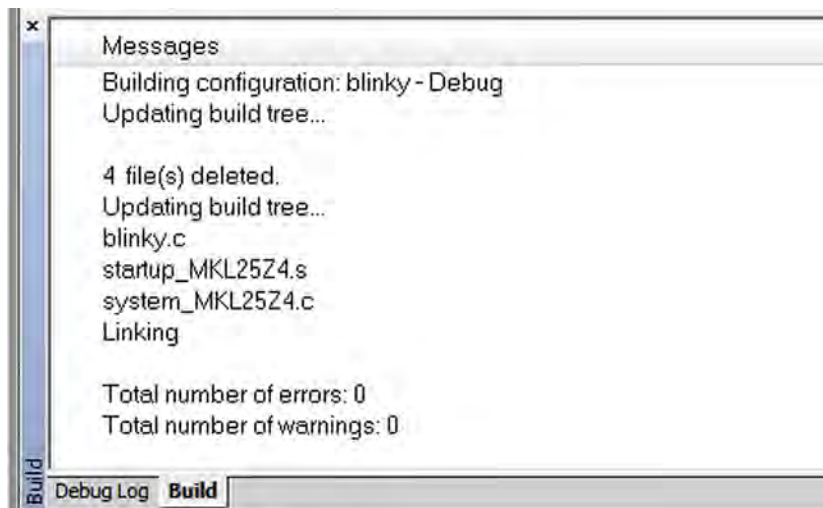 ×
Messages
Building configuration: blinky - Debug
Updating build tree...
4 file(s) deleted.
Updating build tree...
blinky.c
startup_MKL25Z4.s
system_MKL25Z4.c
Linking
Total number of errors: 0
Total number of warnings: 0
Build
Debug Log Build